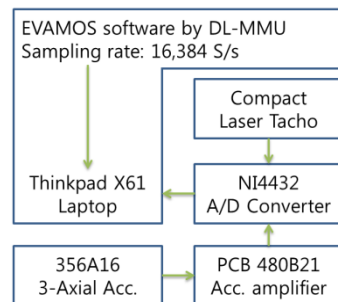 EVAMOS software by DL-MMU
Sampling rate: 16,384 S/s
Compact
Laser Tacho
Thinkpad X61
Laptop
NI4432
A/D Converter
356A16
3-Axial Acc.
PCB 480B21
Acc. amplifier